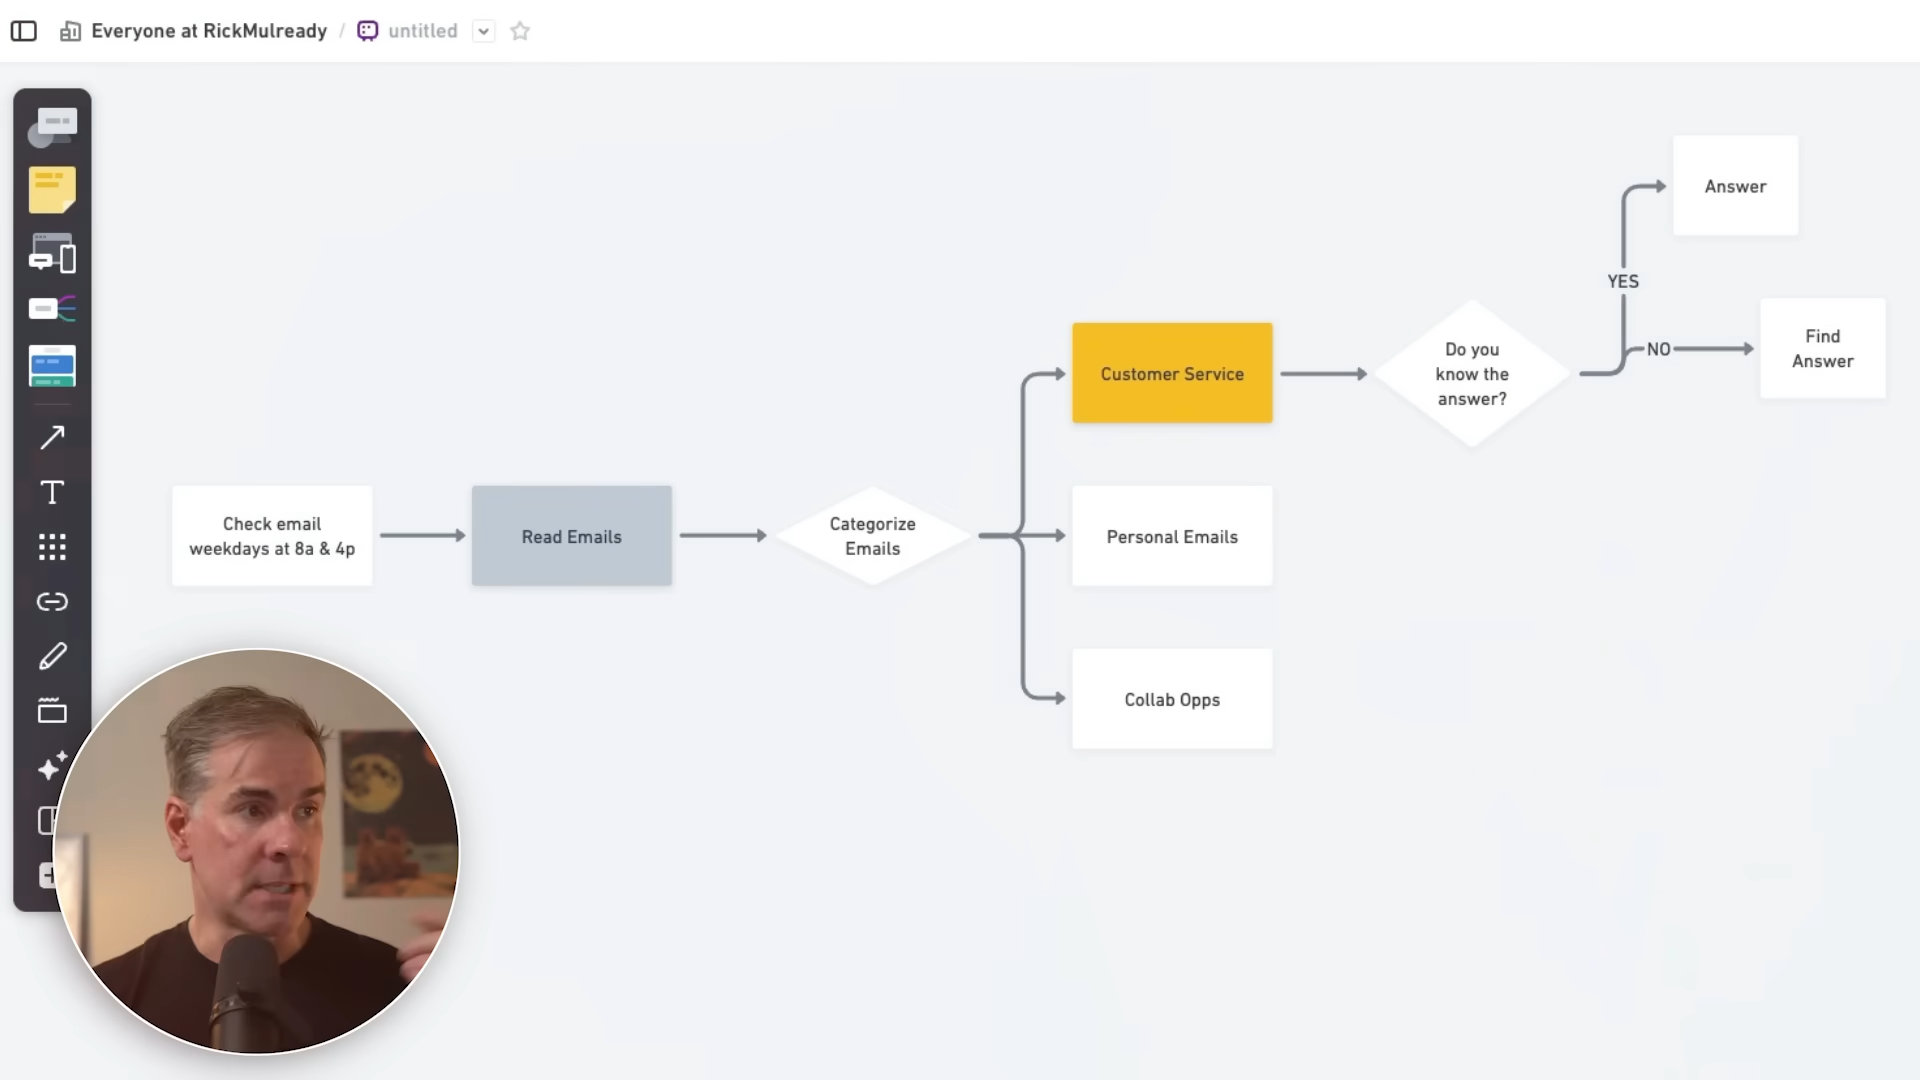 Everyone at RickMulready / untitled
Answer
YES
Do you
know the
answer?
NO
Find
Answer
Customer Service
Check email
weekdays at 8a & 4p
Read Emails
Categorize
Emails
Personal Emails
Collab Opps